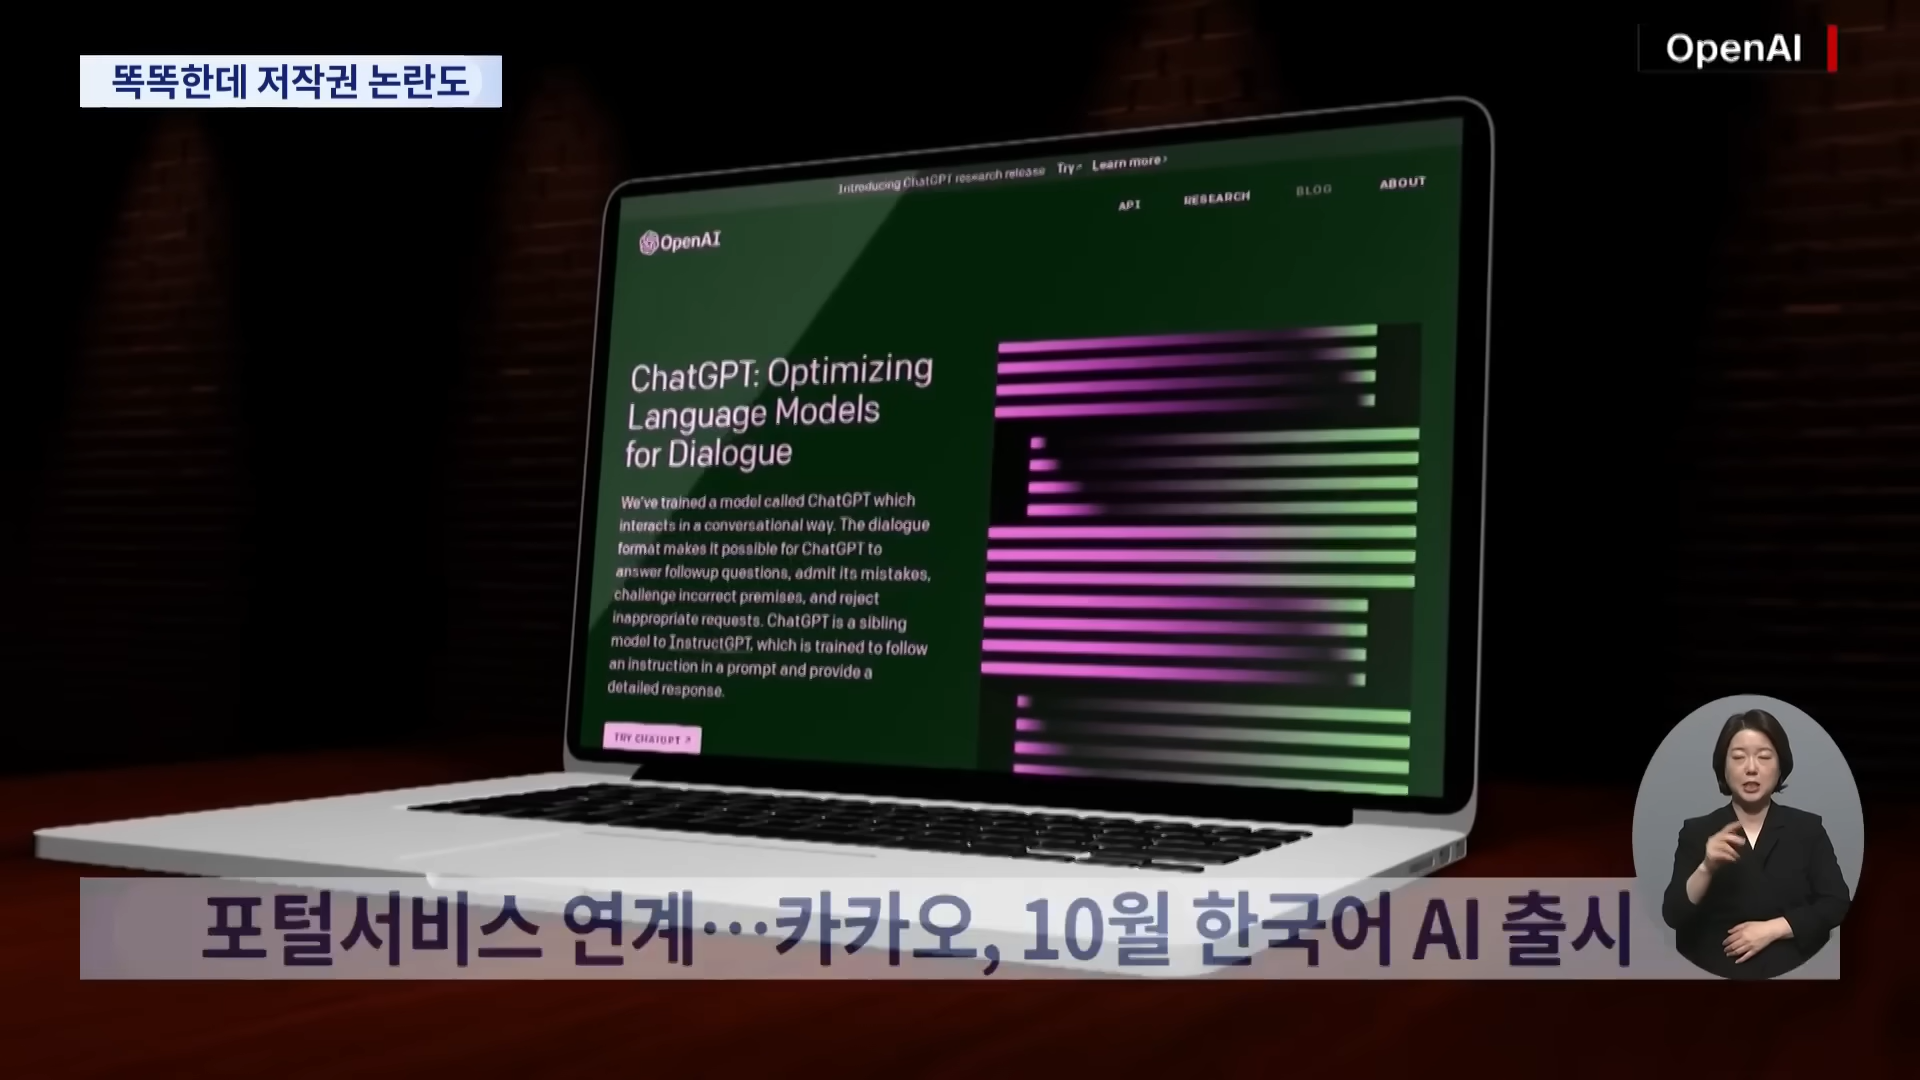 똑똑한데 저작권 논란도
OpenAI
Introducing ChatGPT research release Try↗ Learn more›
API RESEARCH BLOG ABOUT
OpenAI
ChatGPT: Optimizing
Language Models
for Dialogue
We've trained a model called ChatGPT which
interacts in a conversational way. The dialogue
format makes it possible for ChatGPT to
answer followup questions, admit its mistakes,
challenge incorrect premises, and reject
inappropriate requests. ChatGPT is a sibling
model to InstructGPT, which is trained to follow
an instruction in a prompt and provide a
detailed response.
TRY CHATGPT ↗
포털서비스 연계…카카오, 10월 한국어 AI 출시